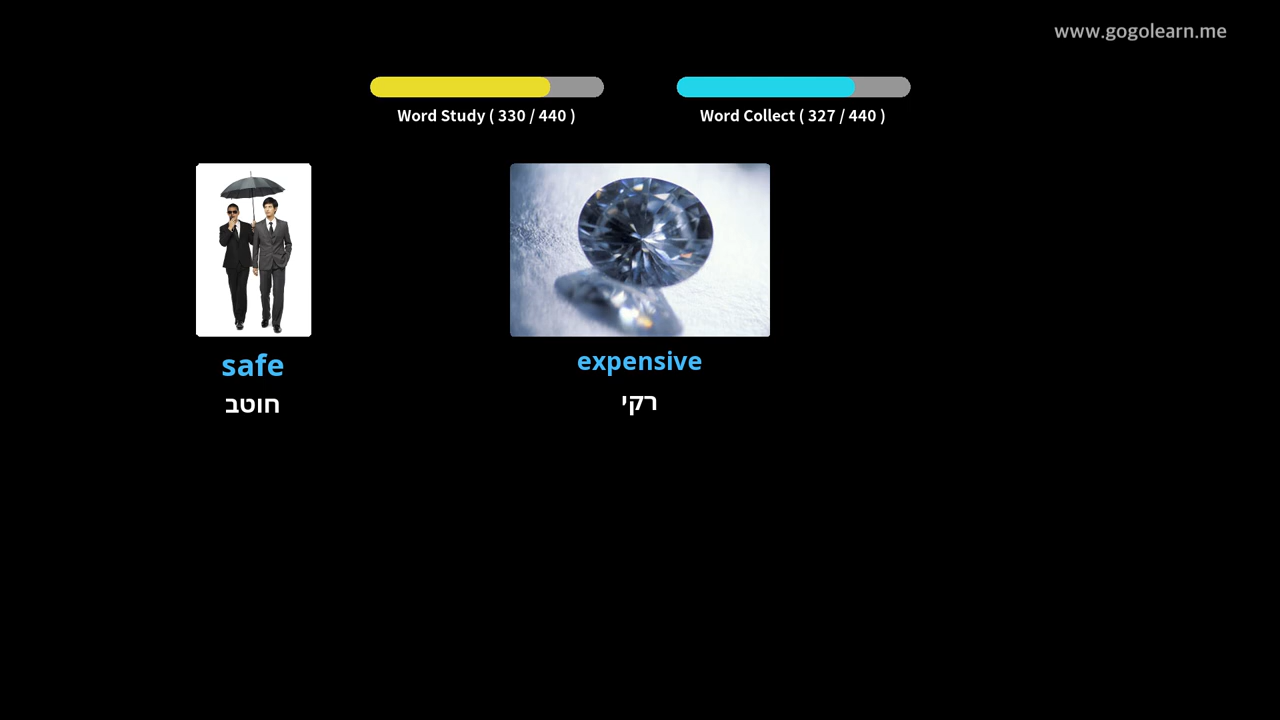 www.gogolearn.me
Word Study ( 330 / 440 )
Word Collect ( 327 / 440 )
safe
חוטב
expensive
רקי